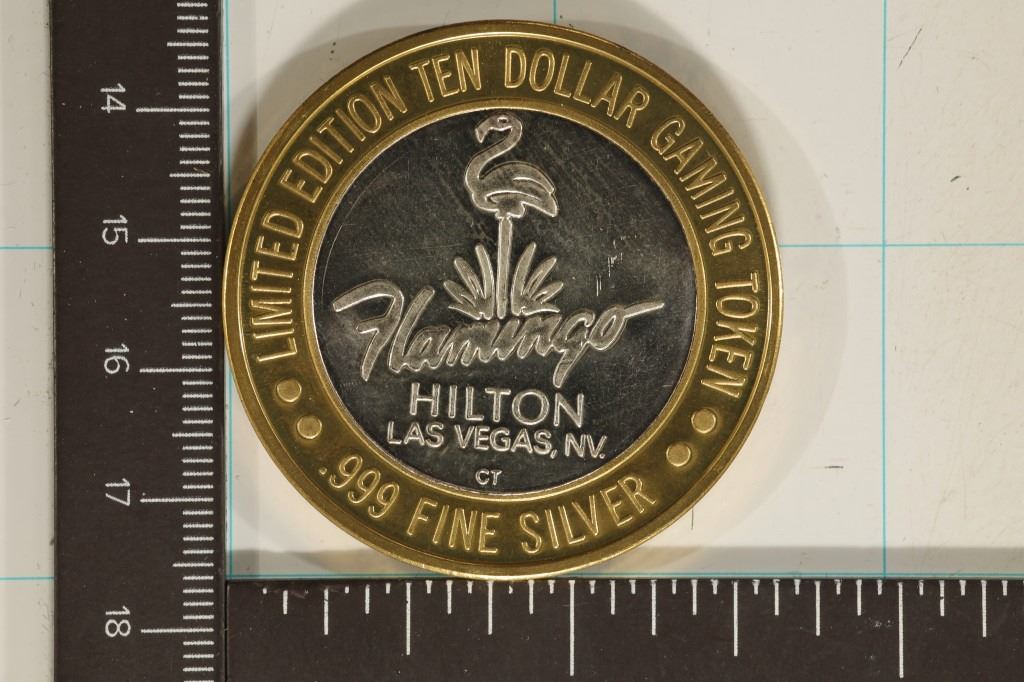 LIMITED EDITION TEN DOLLAR GAMING TOKEN
Flamingo
HILTON
LAS VEGAS, NV.
CT
.999 FINE SILVER
14
15
16
17
18